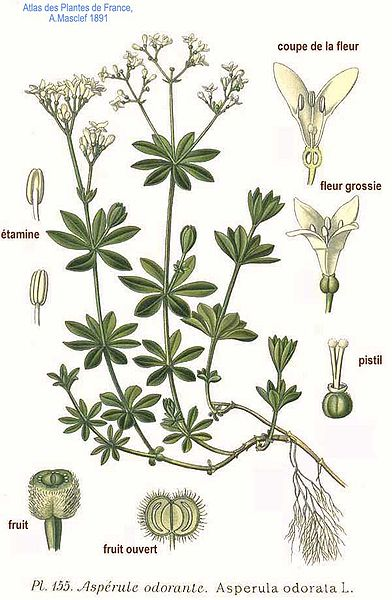 Atlas des Plantes de France,
A.Masclef 1891
coupe de la fleur
fleur grossie
étamine
pistil
fruit
fruit ouvert
Pl. 155. Aspérule odorante. Asperula odorata L.